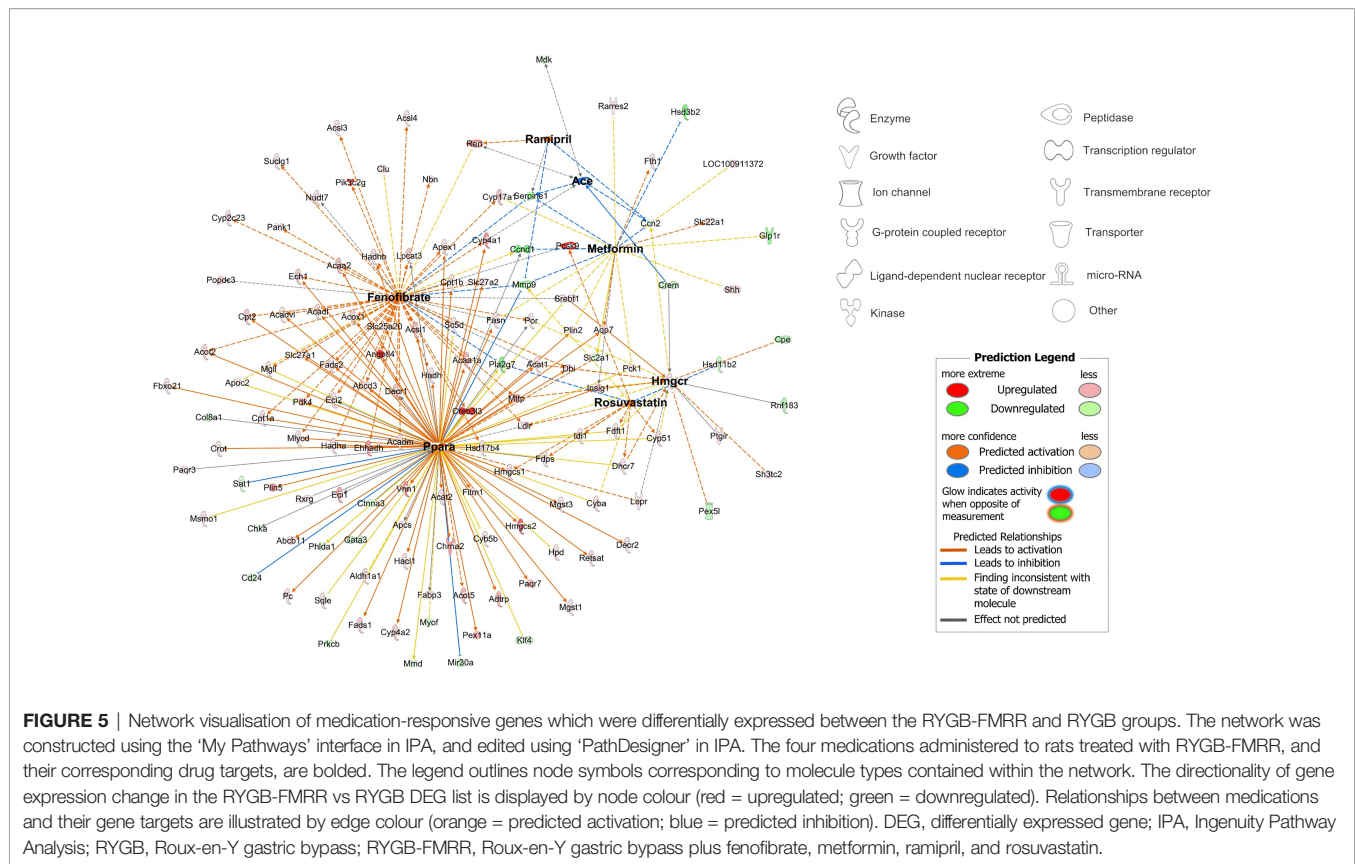 Mdk
Rarres2
Hsd3b2
Acsl4
Acsl3
Ramipril
Ren
Fth1
LOC100911372
Suclg1
Clu
Pik3c2g
Nbn
Ace
Nudt7
Cyp17a1
Serpine1
Cyp2c23
Ccn2
Slc22a1
Pank1
Glp1r
Hadhb
Lpcat3
Apex1
Cyp4a1
Ccnd1
Pcsk9
Metformin
Acaa2
Popdc3
Ech1
Cpt1b
Slc27a2
Mmp9
Crem
Shh
Fenofibrate
Srebf1
Cpt2
Acadvl
Acadl
Acox1
Slc25a20
Acsl1
Sc5d
Fasn
Por
Plin2
Aqp7
Acot2
Slc27a1
Angptl4
Slc2a1
Cpe
Mgll
Fads2
Acaa1a
Pla2g7
Acat1
Dbi
Pck1
Hsd11b2
Fbxo21
Apoc2
Abcd3
Hadh
Insig1
Hmgcr
Pdk4
Eci2
Decr1
Mttp
Rosuvastatin
Rnf183
Col8a1
Cpt1a
Creb3l3
Ldlr
Ptgir
Crot
Mlycd
Hadha
Ehhadh
Acadm
Ppara
Hsd17b4
Idi1
Fdft1
Cyp51
Paqr3
Fdps
Dhcr7
Sh3tc2
Sat1
Plin5
Rxrg
Eci1
Vnn1
Acat2
Fitm1
Hmgcs1
Cyba
Lepr
Msmo1
Ctnna3
Mgst3
Pex5l
Chka
Abcb11
Apcs
Hmgcs2
Cyb5b
Phlda1
Gata3
Chrna2
Hpd
Retsat
Decr2
Cd24
Aldh1a1
Hacl1
Pc
Sqle
Fabp3
Acot5
Adtrp
Paqr7
Mgst1
Prkcb
Fads1
Cyp4a2
Myof
Pex11a
Klf4
Mmd
Mir30a
Enzyme
Peptidase
Growth factor
Transcription regulator
Ion channel
Transmembrane receptor
G-protein coupled receptor
Transporter
Ligand-dependent nuclear receptor
micro-RNA
Kinase
Other
Prediction Legend
more extreme less
Upregulated
Downregulated
more confidence less
Predicted activation
Predicted inhibition
Glow indicates activity
when opposite of
measurement
Predicted Relationships
Leads to activation
Leads to inhibition
Finding inconsistent with
state of downstream
molecule
Effect not predicted
FIGURE 5 | Network visualisation of medication-responsive genes which were differentially expressed between the RYGB-FMRR and RYGB groups. The network was
constructed using the ‘My Pathways’ interface in IPA, and edited using ‘PathDesigner’ in IPA. The four medications administered to rats treated with RYGB-FMRR, and
their corresponding drug targets, are bolded. The legend outlines node symbols corresponding to molecule types contained within the network. The directionality of gene
expression change in the RYGB-FMRR vs RYGB DEG list is displayed by node colour (red = upregulated; green = downregulated). Relationships between medications
and their gene targets are illustrated by edge colour (orange = predicted activation; blue = predicted inhibition). DEG, differentially expressed gene; IPA, Ingenuity Pathway
Analysis; RYGB, Roux-en-Y gastric bypass; RYGB-FMRR, Roux-en-Y gastric bypass plus fenofibrate, metformin, ramipril, and rosuvastatin.